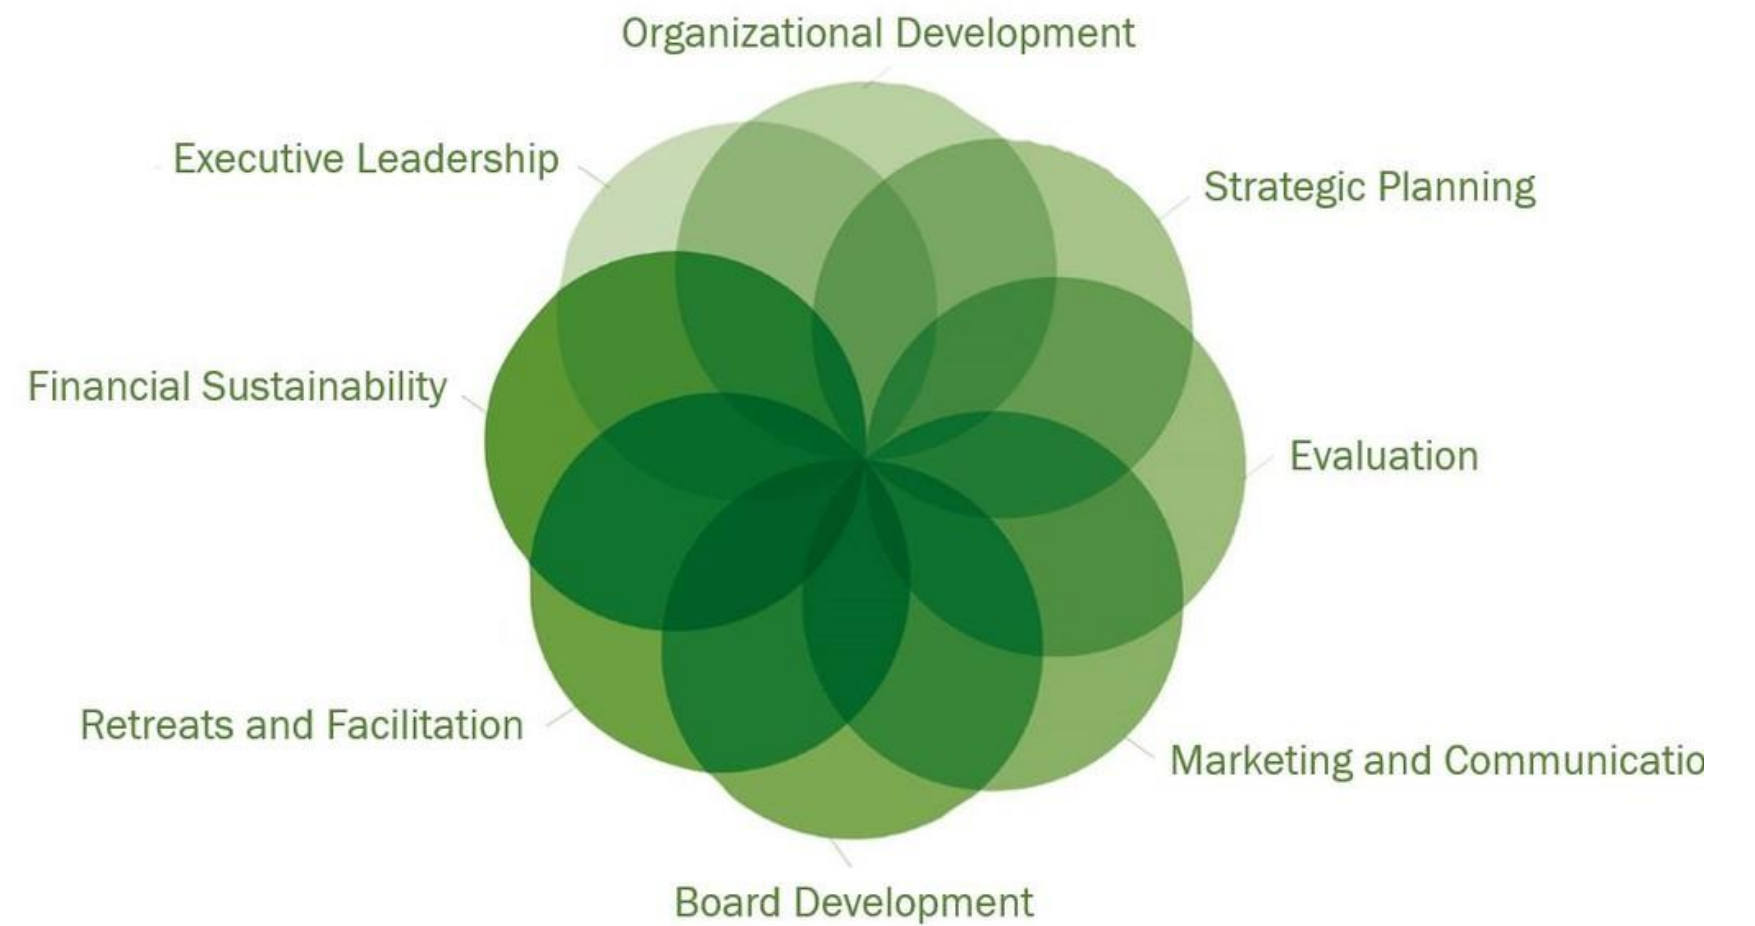 Organizational Development
Executive Leadership
Strategic Planning
Financial Sustainability
Evaluation
Retreats and Facilitation
Marketing and Communicatio
Board Development